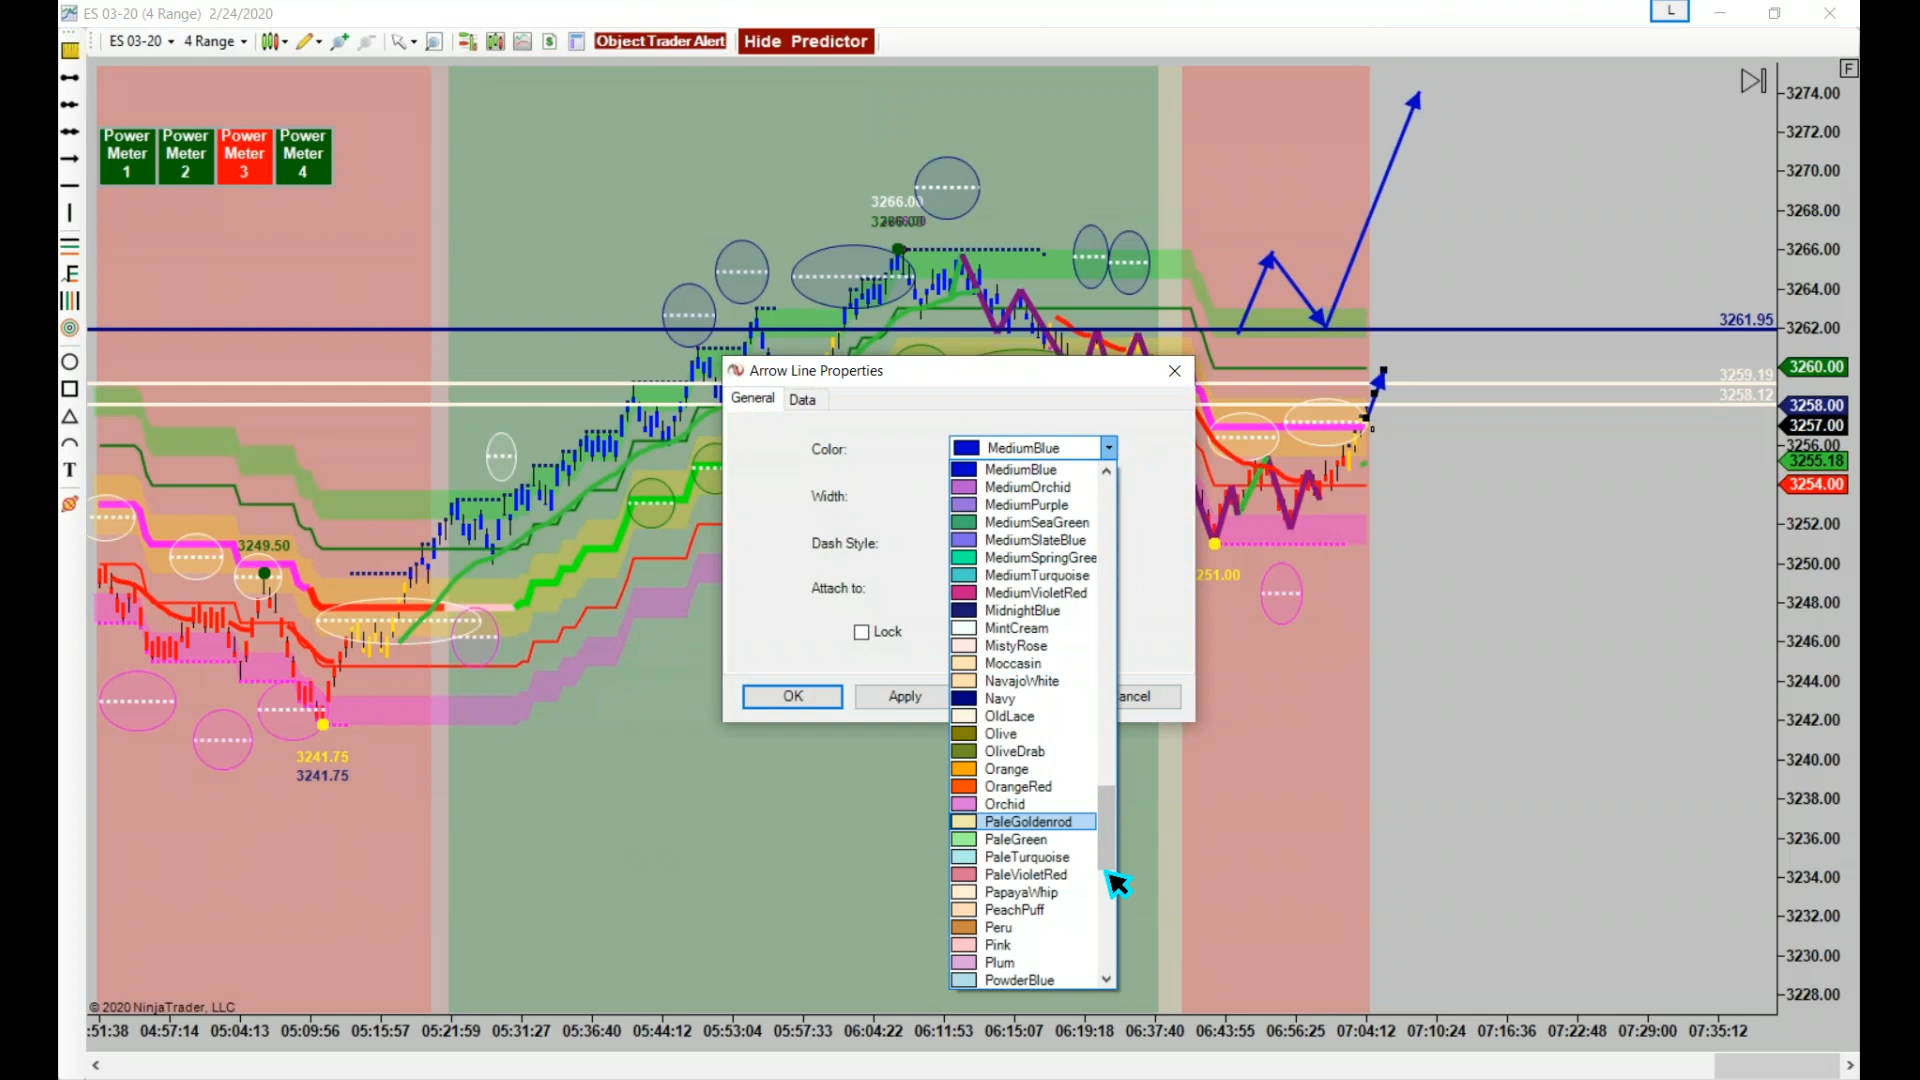 ES 03-20 (4 Range) 2/24/2020
L
ES 03-20 4 Range Object Trader Alert Hide Predictor
F
T
Power Meter 1
Power Meter 2
Power Meter 3
Power Meter 4
3266.00
3249.50
3241.75
3241.75
251.00
3261.95
3259.19
3258.12
3274.00
3272.00
3270.00
3268.00
3266.00
3264.00
3262.00
3260.00
3258.00
3257.00
3256.00
3255.18
3254.00
3252.00
3250.00
3248.00
3246.00
3244.00
3242.00
3240.00
3238.00
3236.00
3234.00
3232.00
3230.00
3228.00
Arrow Line Properties
General Data
Color: MediumBlue
Width:
Dash Style:
Attach to:
Lock
OK Apply ancel
MediumBlue
MediumOrchid
MediumPurple
MediumSeaGreen
MediumSlateBlue
MediumSpringGree
MediumTurquoise
MediumVioletRed
MidnightBlue
MintCream
MistyRose
Moccasin
NavajoWhite
Navy
OldLace
Olive
OliveDrab
Orange
OrangeRed
Orchid
PaleGoldenrod
PaleGreen
PaleTurquoise
PaleVioletRed
PapayaWhip
PeachPuff
Peru
Pink
Plum
PowderBlue
© 2020 NinjaTrader, LLC
:51:38 04:57:14 05:04:13 05:09:56 05:15:57 05:21:59 05:31:27 05:36:40 05:44:12 05:53:04 05:57:33 06:04:22 06:11:53 06:15:07 06:19:18 06:37:40 06:43:55 06:56:25 07:04:12 07:10:24 07:16:36 07:22:48 07:29:00 07:35:12